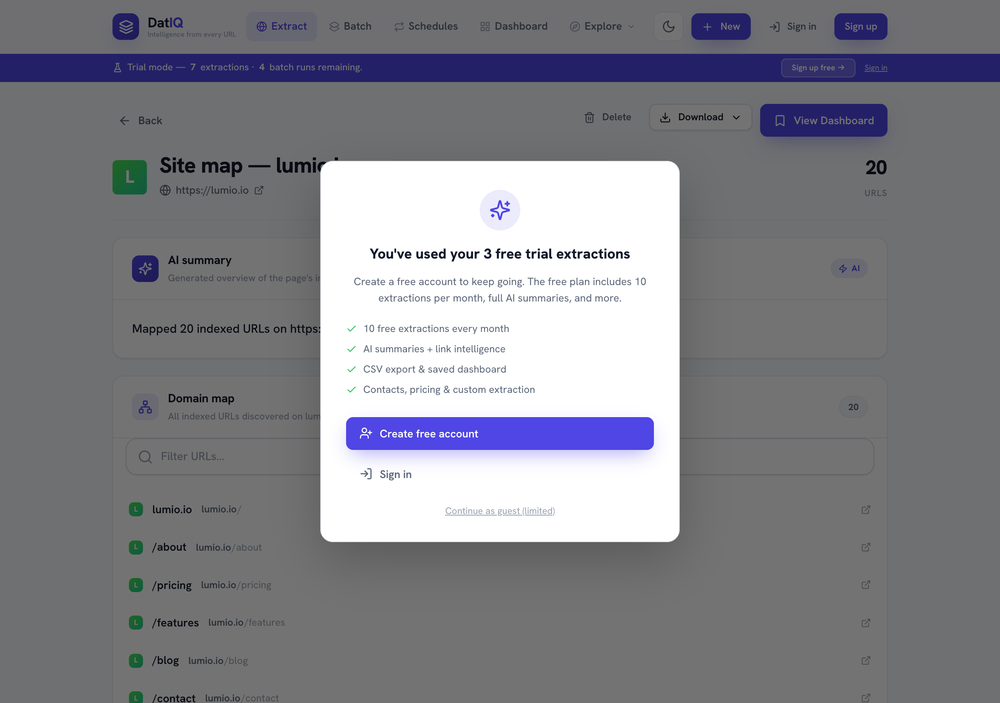 DatIQ
Intelligence from every URL
Extract
Batch
Schedules
Dashboard
Explore
New
Sign in
Sign up
Trial mode — 7 extractions · 4 batch runs remaining.
Sign up free →
Sign in
Back
Delete
Download
View Dashboard
L
Site map — lumio
https://lumio.io
20
URLS
AI summary
Generated overview of the page's
AI
Mapped 20 indexed URLs on https:
Domain map
All indexed URLs discovered on lum
20
Filter URLs...
L lumio.io lumio.io/
L /about lumio.io/about
L /pricing lumio.io/pricing
L /features lumio.io/features
L /blog lumio.io/blog
L /contact lumio.io/contact
You've used your 3 free trial extractions
Create a free account to keep going. The free plan includes 10
extractions per month, full AI summaries, and more.
10 free extractions every month
AI summaries + link intelligence
CSV export & saved dashboard
Contacts, pricing & custom extraction
Create free account
Sign in
Continue as guest (limited)